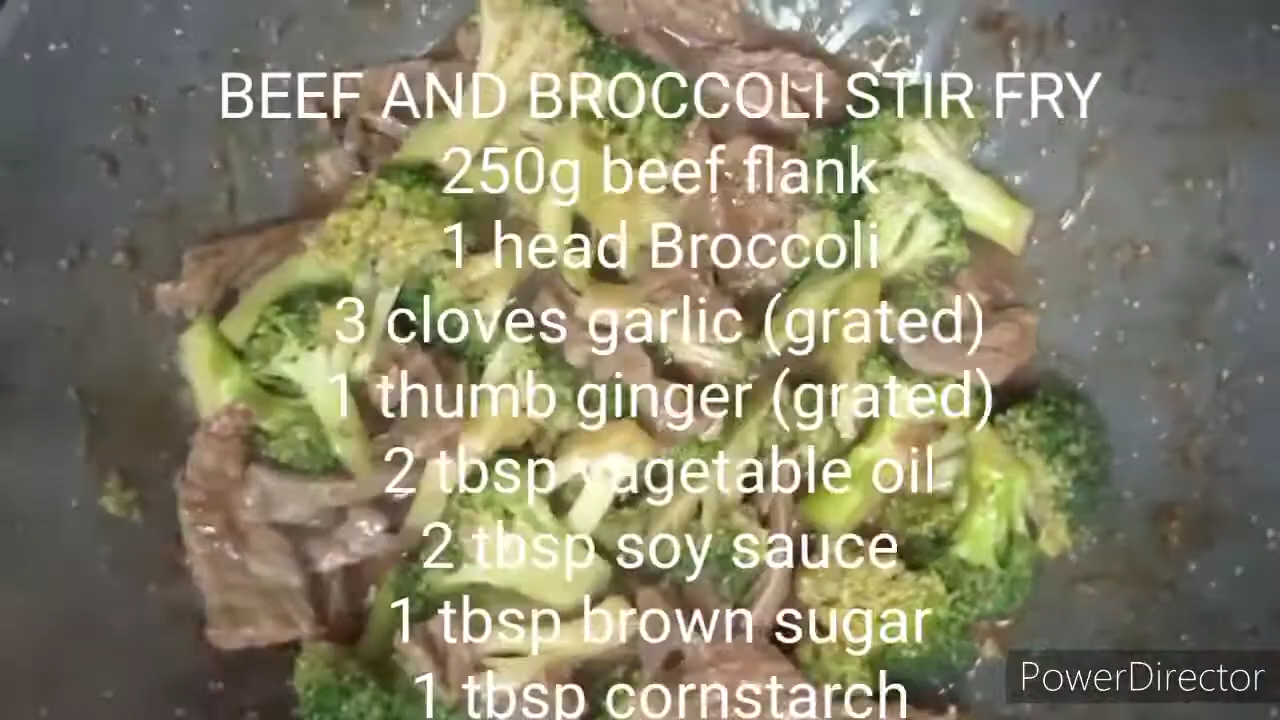 BEEF AND BROCCOLI STIR FRY
250g beef flank
1 head Broccoli
3 cloves garlic (grated)
1 thumb ginger (grated)
2 tbsp vagetable oil
2 tbsp soy sauce
1 tbsp brown sugar
1 tbsp cornstarch
PowerDirector